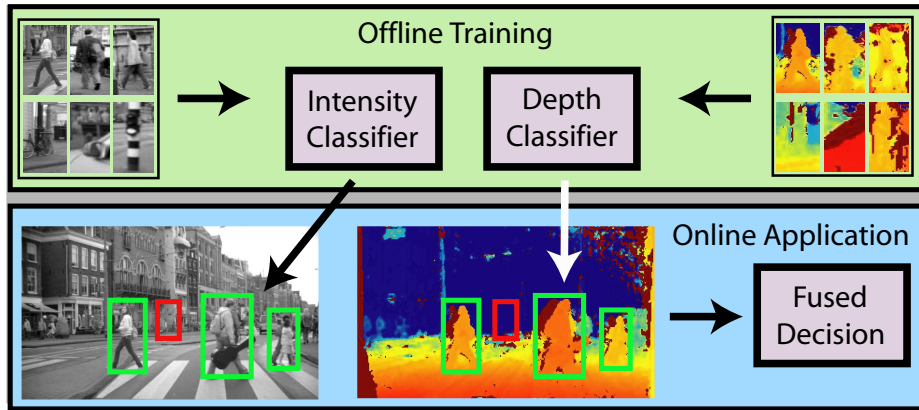 Offline Training
Intensity
Classifier
Depth
Classifier
Online Application
Fused
Decision